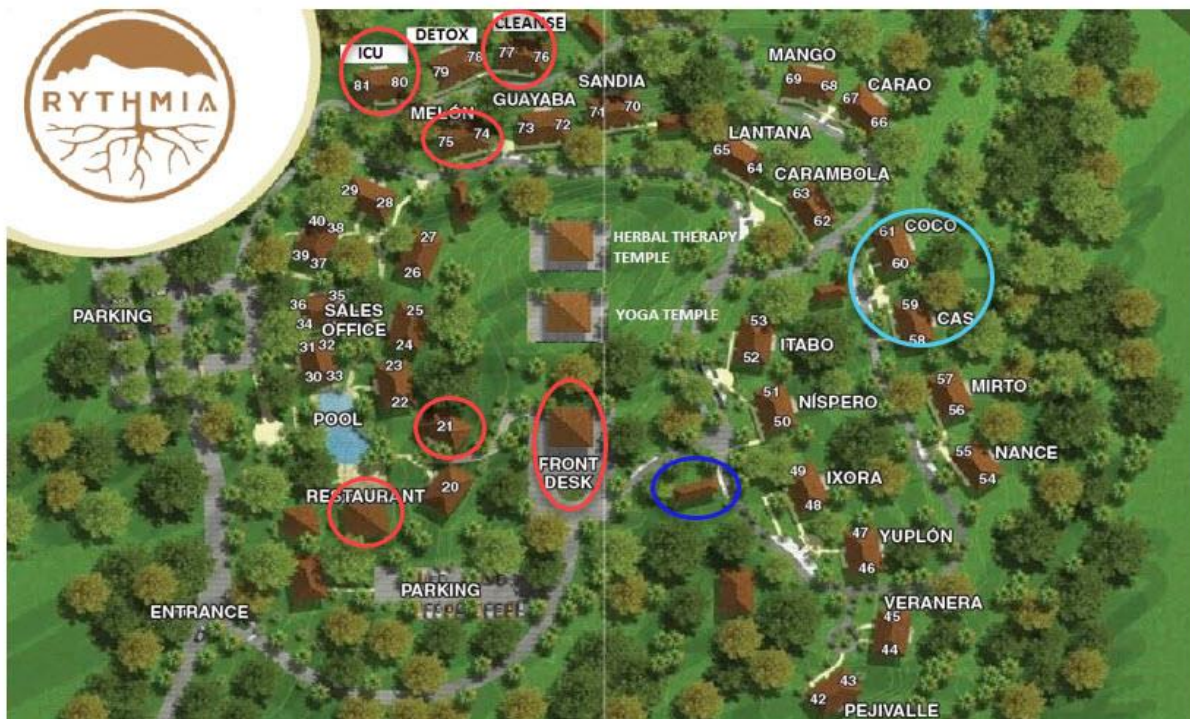 RYTHMIA
ICU
81 80
DETOX
79 78
CLEANSE
77 76
MELÓN
75 74
GUAYABA
73 72
SANDIA
71 70
MANGO
69 68
CARAO
67 66
LANTANA
65 64
CARAMBOLA
63 62
COCO
61 60
CAS
59 58
29 28
40 38
39 37
27 26
HERBAL THERAPY
TEMPLE
YOGA TEMPLE
PARKING
36 35
34
SALES
OFFICE
31 32
30 33
25 24
23 22
POOL
21
FRONT
DESK
RESTAURANT
20
53 52
ITABO
51 50
NÍSPERO
57 56
MIRTO
55 54
NANCE
49 48
IXORA
47 46
YUPLÓN
VERANERA
45 44
43 42
PEJIVALLE
PARKING
ENTRANCE